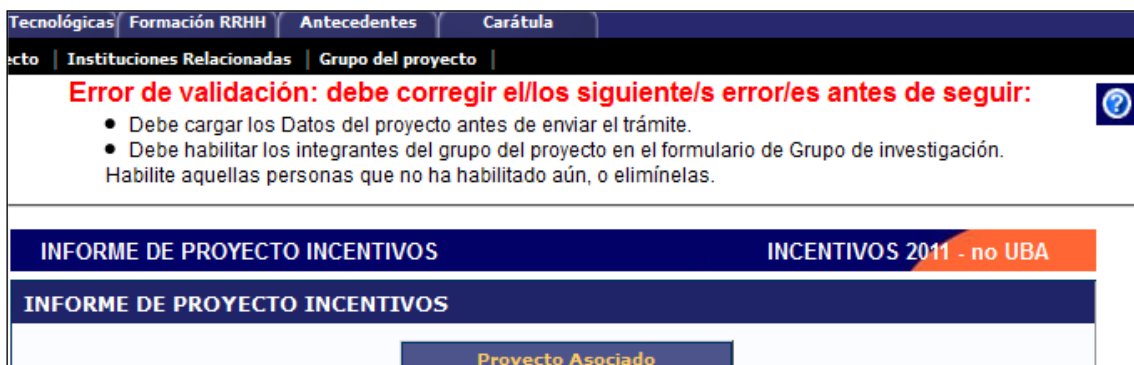 Tecnológicas Formación RRHH Antecedentes Carátula
ecto | Instituciones Relacionadas | Grupo del proyecto |
Error de validación: debe corregir el/los siguiente/s error/es antes de seguir:
• Debe cargar los Datos del proyecto antes de enviar el trámite.
• Debe habilitar los integrantes del grupo del proyecto en el formulario de Grupo de investigación.
Habilite aquellas personas que no ha habilitado aún, o elimínelas.
INFORME DE PROYECTO INCENTIVOS INCENTIVOS 2011 - no UBA
INFORME DE PROYECTO INCENTIVOS
Proyecto Asociado